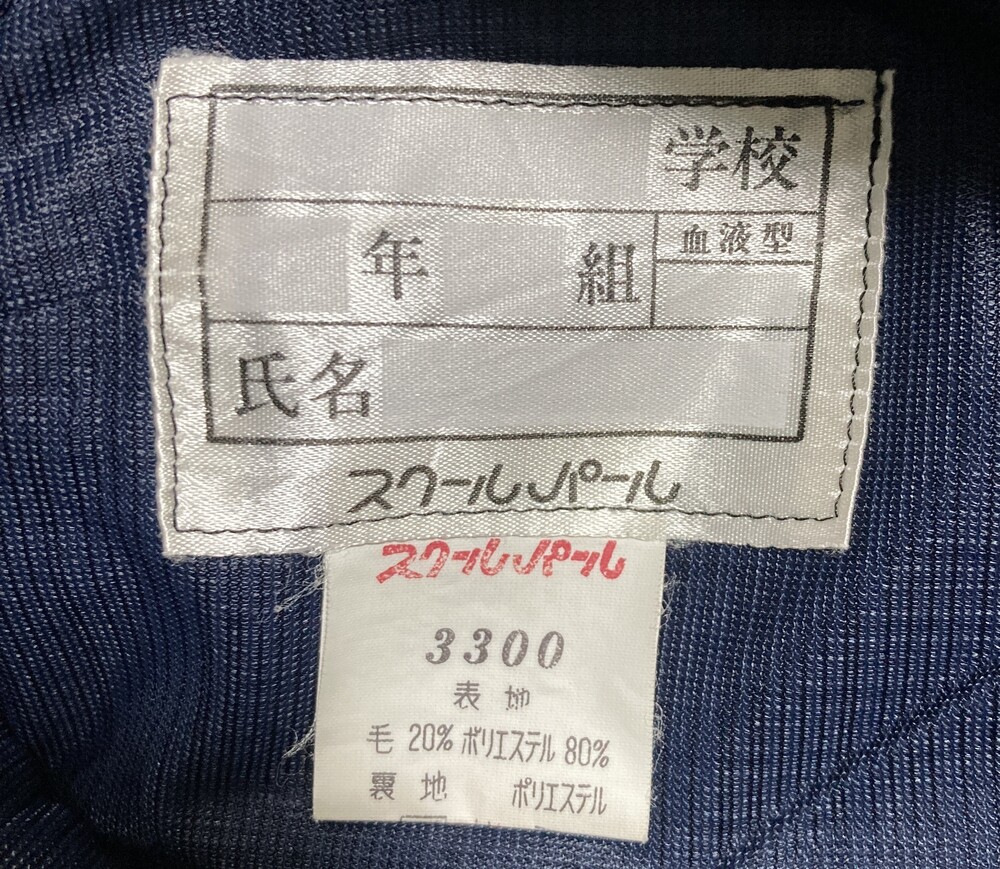 学校
年 組 血液型
氏名
スクールパール
スクールパール
3300
表地
毛 20% ポリエステル 80%
裏地 ポリエステル